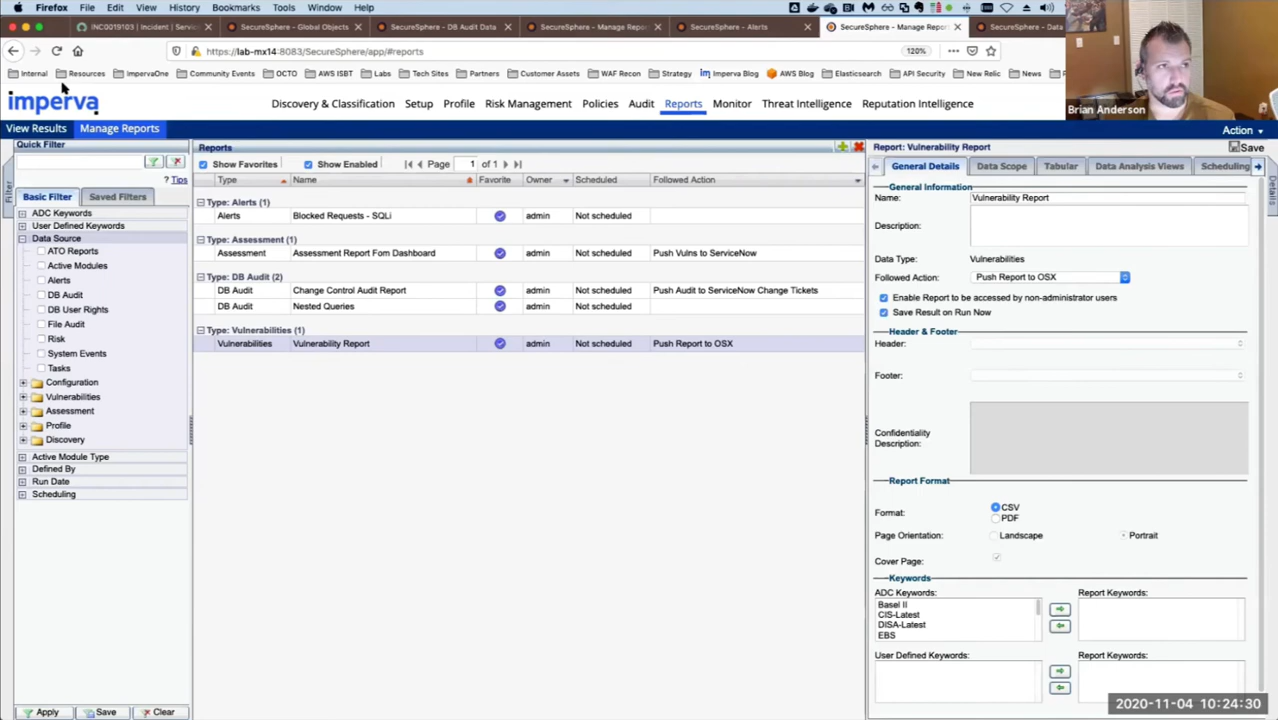 Firefox File Edit View History Bookmarks Tools Window Help
INC0019103 | Incident | Servic
SecureSphere - Global Objects
SecureSphere - DB Audit Data
SecureSphere - Manage Report
SecureSphere - Alerts
SecureSphere - Manage Report
SecureSphere - Data
https://lab-mx14:8083/SecureSphere/app/#reports
120%
Internal Resources ImpervaOne Community Events OCTO AWS ISBT Labs Tech Sites Partners Customer Assets WAF Recon Strategy Imperva Blog AWS Blog Elasticsearch API Security New Relic News
imperva
Discovery & Classification Setup Profile Risk Management Policies Audit Reports Monitor Threat Intelligence Reputation Intelligence
Brian Anderson
View Results Manage Reports
Action
Quick Filter
? Tips
Basic Filter Saved Filters
ADC Keywords
User Defined Keywords
Data Source
ATO Reports
Active Modules
Alerts
DB Audit
DB User Rights
File Audit
Risk
System Events
Tasks
Configuration
Vulnerabilities
Assessment
Profile
Discovery
Active Module Type
Defined By
Run Date
Scheduling
Apply Save Clear
Filter
Reports
Show Favorites Show Enabled Page 1 of 1
Type Name Favorite Owner Scheduled Followed Action
Type: Alerts (1)
Alerts Blocked Requests - SQLi admin Not scheduled
Type: Assessment (1)
Assessment Assessment Report Fom Dashboard admin Not scheduled Push Vulns to ServiceNow
Type: DB Audit (2)
DB Audit Change Control Audit Report admin Not scheduled Push Audit to ServiceNow Change Tickets
DB Audit Nested Queries admin Not scheduled
Type: Vulnerabilities (1)
Vulnerabilities Vulnerability Report admin Not scheduled Push Report to OSX
Report: Vulnerability Report
Save
General Details Data Scope Tabular Data Analysis Views Scheduling
Details
General Information
Name: Vulnerability Report
Description:
Data Type: Vulnerabilities
Followed Action: Push Report to OSX
Enable Report to be accessed by non-administrator users
Save Result on Run Now
Header & Footer
Header:
Footer:
Confidentiality
Description:
Report Format
Format: CSV
PDF
Page Orientation: Landscape Portrait
Cover Page:
Keywords
ADC Keywords: Report Keywords:
Basel II
CIS-Latest
DISA-Latest
EBS
User Defined Keywords: Report Keywords:
2020-11-04 10:24:30